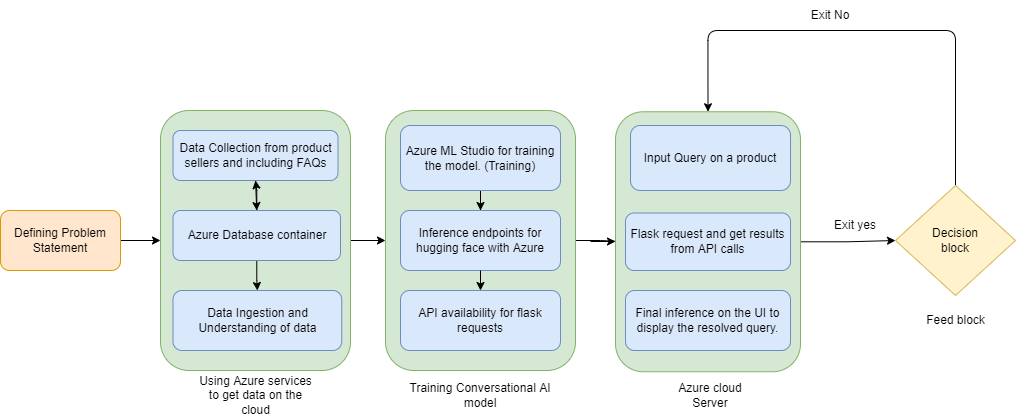 Exit No
Defining Problem
Statement
Data Collection from product
sellers and including FAQs
Azure Database container
Data Ingestion and
Understanding of data
Using Azure services
to get data on the
cloud
Azure ML Studio for training
the model. (Training)
Inference endpoints for
hugging face with Azure
API availability for flask
requests
Training Conversational AI
model
Input Query on a product
Flask request and get results
from API calls
Final inference on the UI to
display the resolved query.
Azure cloud
Server
Exit yes
Decision
block
Feed block